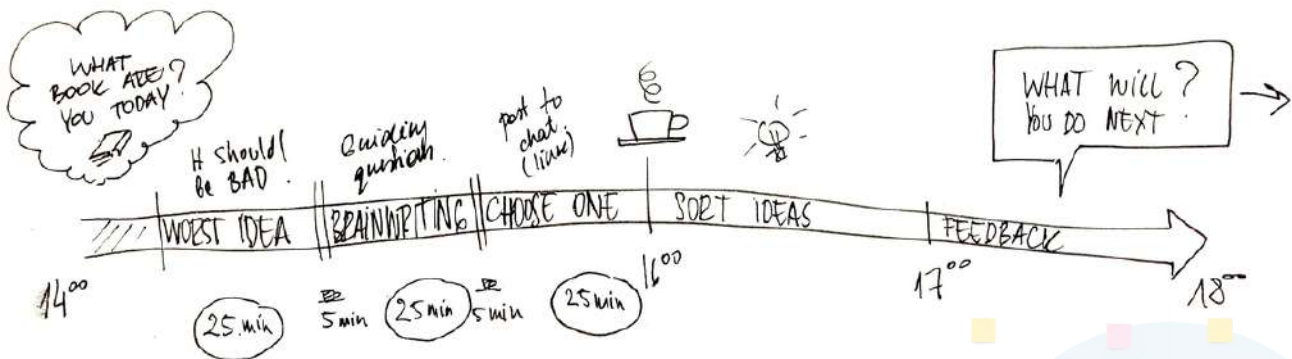 WHAT
BOOK ARE
YOU TODAY?
It should
be BAD.
Guiding
question.
post to
chat.
(link)
WHAT WILL ?
YOU DO NEXT
WORST IDEA
BRAINWRITING
CHOOSE ONE
SORT IDEAS
FEEDBACK
14⁰⁰
16⁰⁰
17⁰⁰
18⁰⁰
25 min
5 min
25 min
5 min
25 min